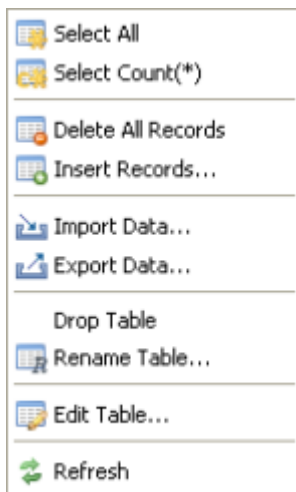 Select All
Select Count(*)
Delete All Records
Insert Records...
Import Data...
Export Data...
Drop Table
Rename Table...
Edit Table...
Refresh